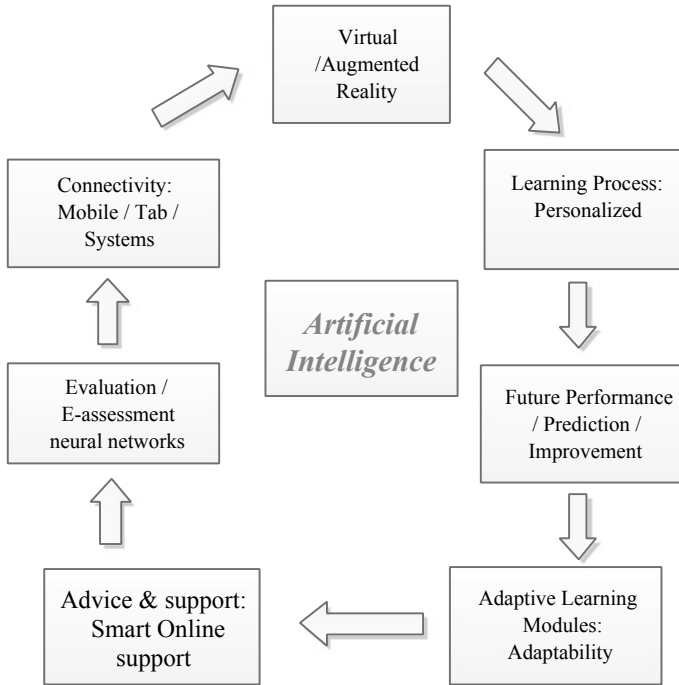 Virtual
/Augmented
Reality
Learning Process:
Personalized
Future Performance
/ Prediction /
Improvement
Adaptive Learning
Modules:
Adaptability
Advice & support:
Smart Online
support
Evaluation /
E-assessment
neural networks
Connectivity:
Mobile / Tab /
Systems
Artificial
Intelligence